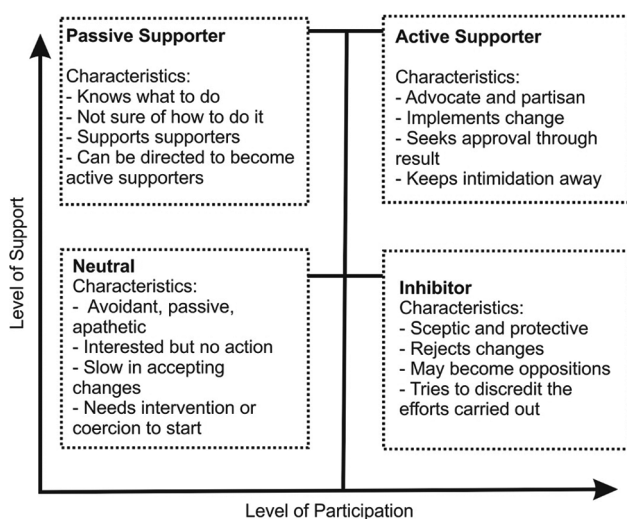 Passive Supporter
Characteristics:
- Knows what to do
- Not sure of how to do it
- Supports supporters
- Can be directed to become
active supporters
Active Supporter
Characteristics:
- Advocate and partisan
- Implements change
- Seeks approval through
result
- Keeps intimidation away
Neutral
Characteristics:
- Avoidant, passive,
apathetic
- Interested but no action
- Slow in accepting
changes
- Needs intervention or
coercion to start
Inhibitor
Characteristics:
- Sceptic and protective
- Rejects changes
- May become oppositions
- Tries to discredit the
efforts carried out
Level of Support
Level of Participation